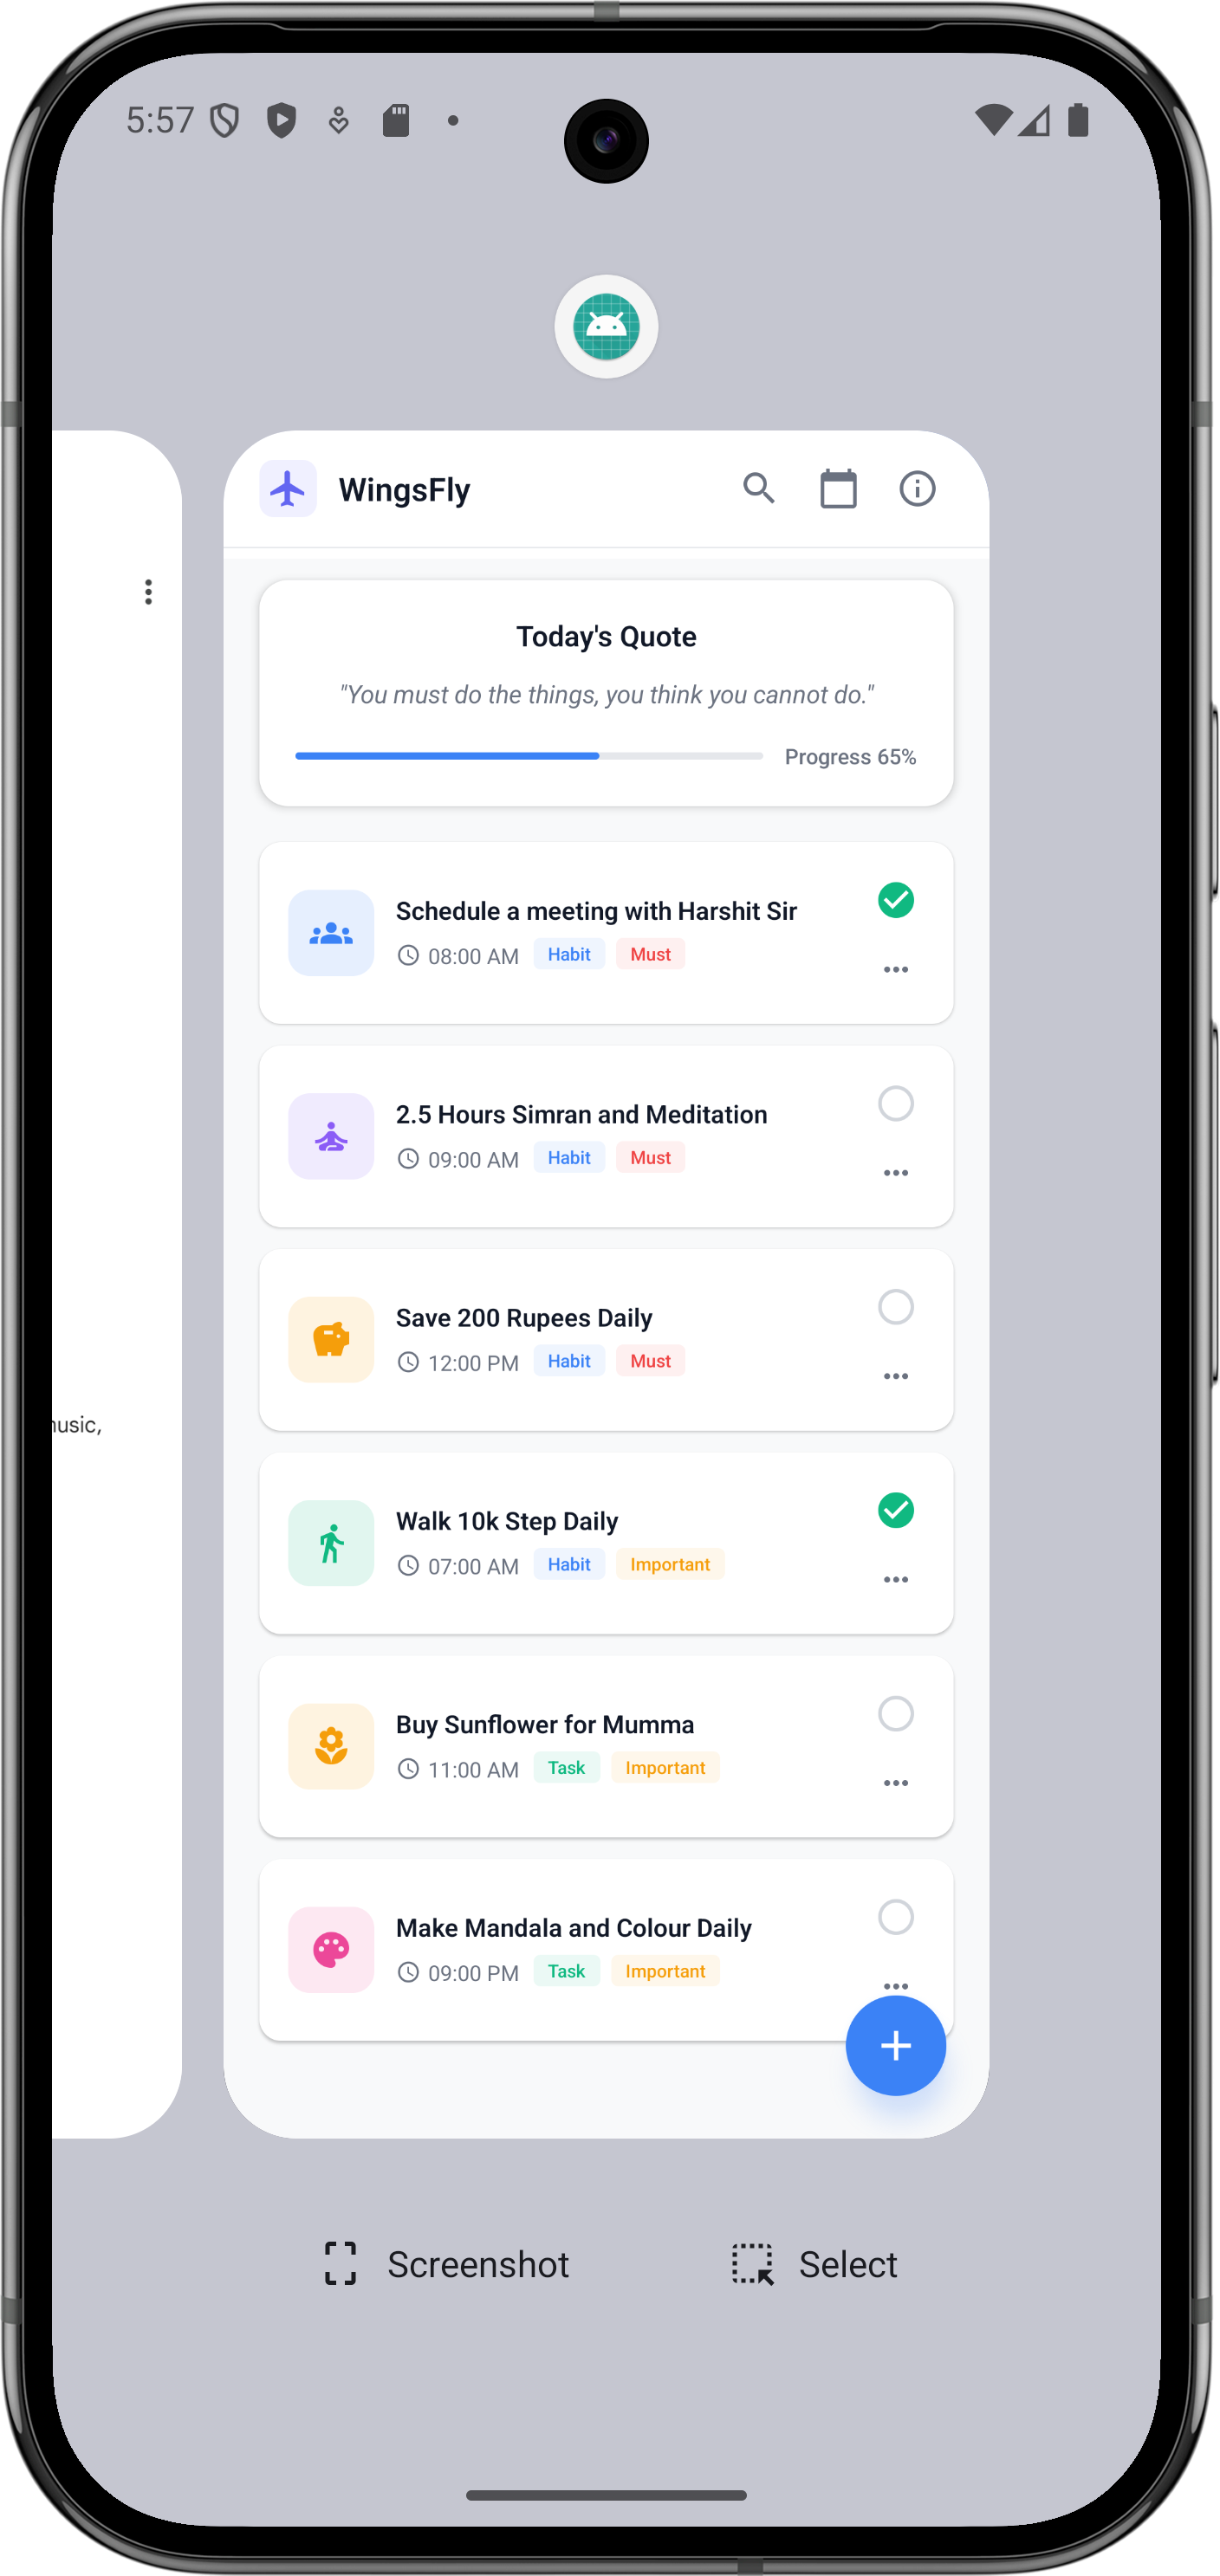 5:57
WingsFly
Today's Quote
"You must do the things, you think you cannot do."
Progress 65%
Schedule a meeting with Harshit Sir
08:00 AM Habit Must
2.5 Hours Simran and Meditation
09:00 AM Habit Must
Save 200 Rupees Daily
12:00 PM Habit Must
music,
Walk 10k Step Daily
07:00 AM Habit Important
Buy Sunflower for Mumma
11:00 AM Task Important
Make Mandala and Colour Daily
09:00 PM Task Important
Screenshot Select